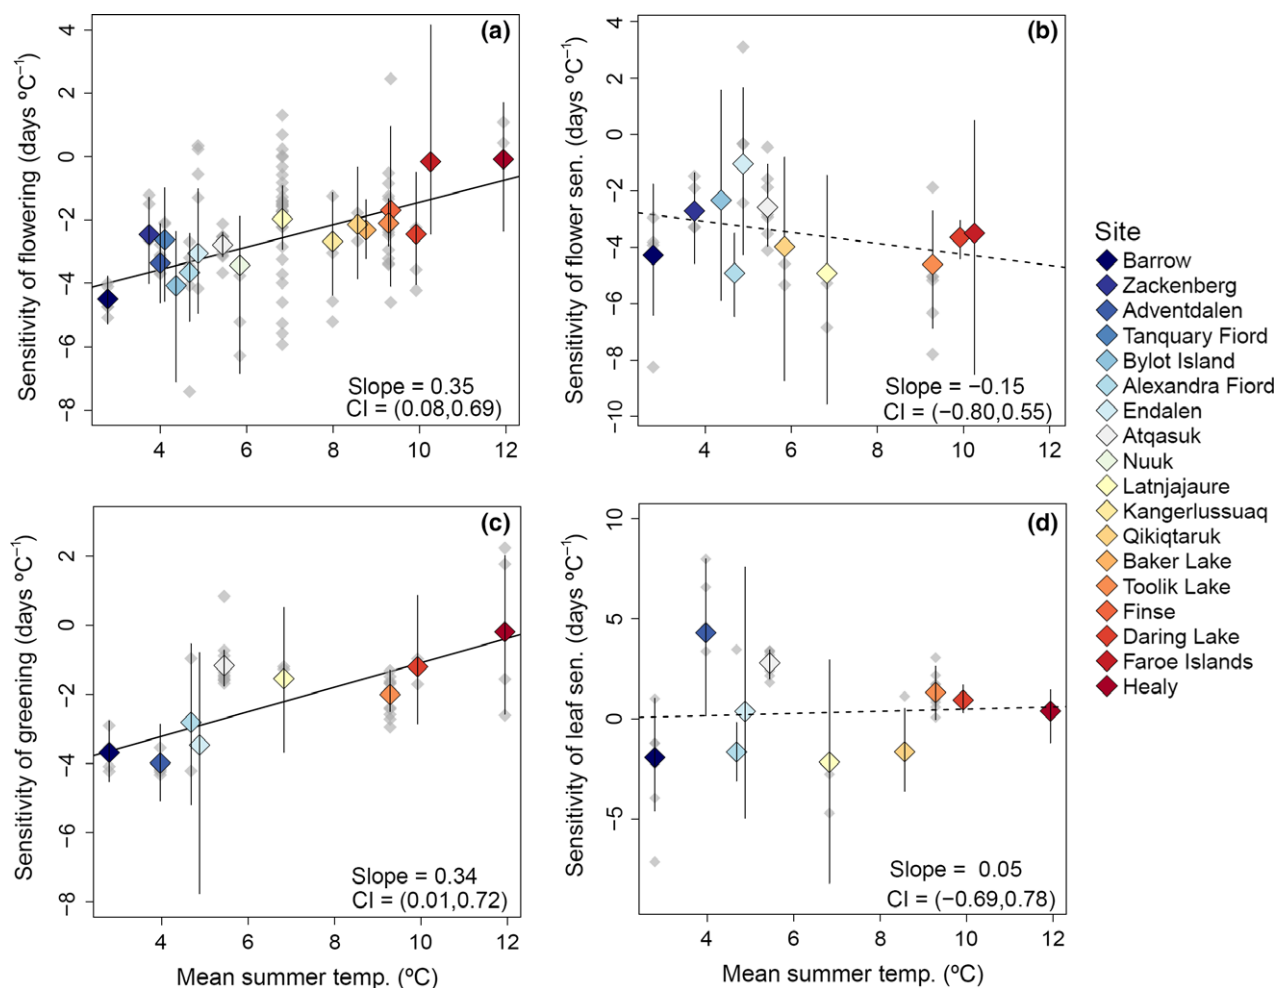 (a)
Sensitivity of flowering (days °C⁻¹)
4
2
0
−2
−4
−6
−8
4
6
8
10
12
Slope = 0.35
CI = (0.08,0.69)
(b)
Sensitivity of flower sen. (days °C⁻¹)
4
2
0
−2
−4
−6
−8
−10
4
6
8
10
12
Slope = −0.15
CI = (−0.80,0.55)
(c)
Sensitivity of greening (days °C⁻¹)
2
0
−2
−4
−6
−8
4
6
8
10
12
Slope = 0.34
CI = (0.01,0.72)
Mean summer temp. (ºC)
(d)
Sensitivity of leaf sen. (days °C⁻¹)
10
5
0
−5
4
6
8
10
12
Slope = 0.05
CI = (−0.69,0.78)
Mean summer temp. (ºC)
Site
Barrow
Zackenberg
Adventdalen
Tanquary Fiord
Bylot Island
Alexandra Fiord
Endalen
Atqasuk
Nuuk
Latnjajaure
Kangerlussuaq
Qikiqtaruk
Baker Lake
Toolik Lake
Finse
Daring Lake
Faroe Islands
Healy